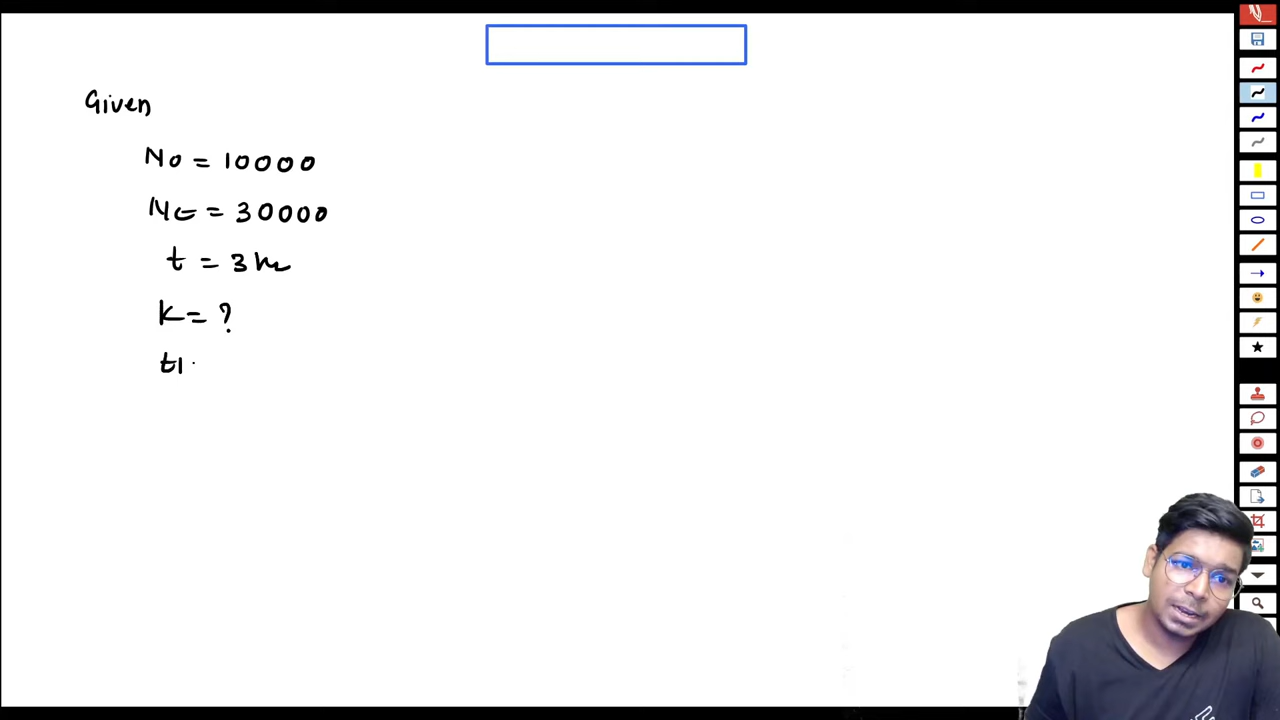 Given
No = 10000
Nt = 30000
t = 3 hr
K = ?
t1